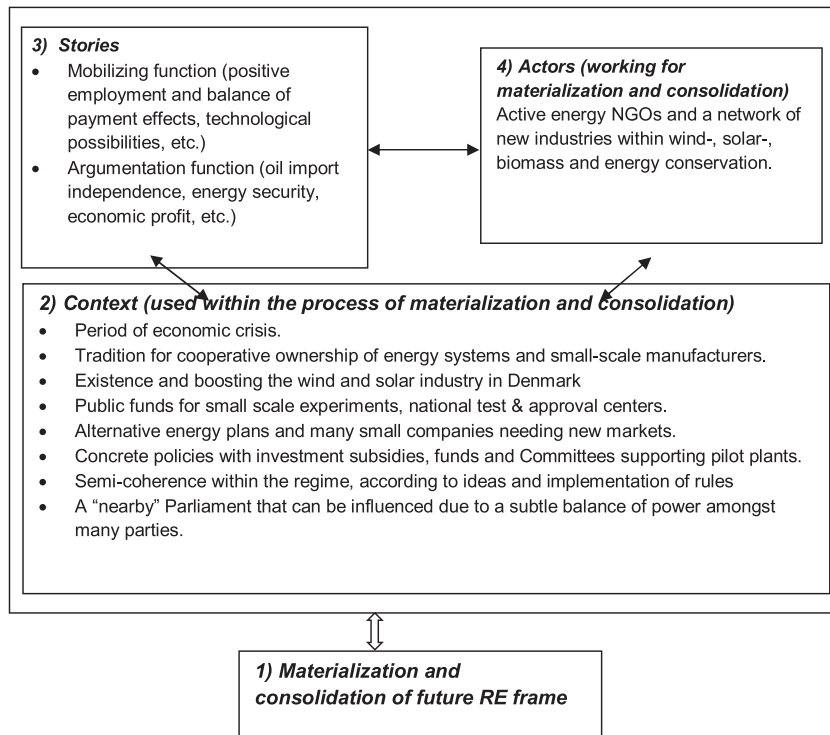 3) Stories
• Mobilizing function (positive
employment and balance of
payment effects, technological
possibilities, etc.)
• Argumentation function (oil import
independence, energy security,
economic profit, etc.)
4) Actors (working for
materialization and consolidation)
Active energy NGOs and a network of
new industries within wind-, solar-,
biomass and energy conservation.
2) Context (used within the process of materialization and consolidation)
• Period of economic crisis.
• Tradition for cooperative ownership of energy systems and small-scale manufacturers.
• Existence and boosting the wind and solar industry in Denmark
• Public funds for small scale experiments, national test & approval centers.
• Alternative energy plans and many small companies needing new markets.
• Concrete policies with investment subsidies, funds and Committees supporting pilot plants.
• Semi-coherence within the regime, according to ideas and implementation of rules
• A “nearby” Parliament that can be influenced due to a subtle balance of power amongst
many parties.
1) Materialization and
consolidation of future RE frame